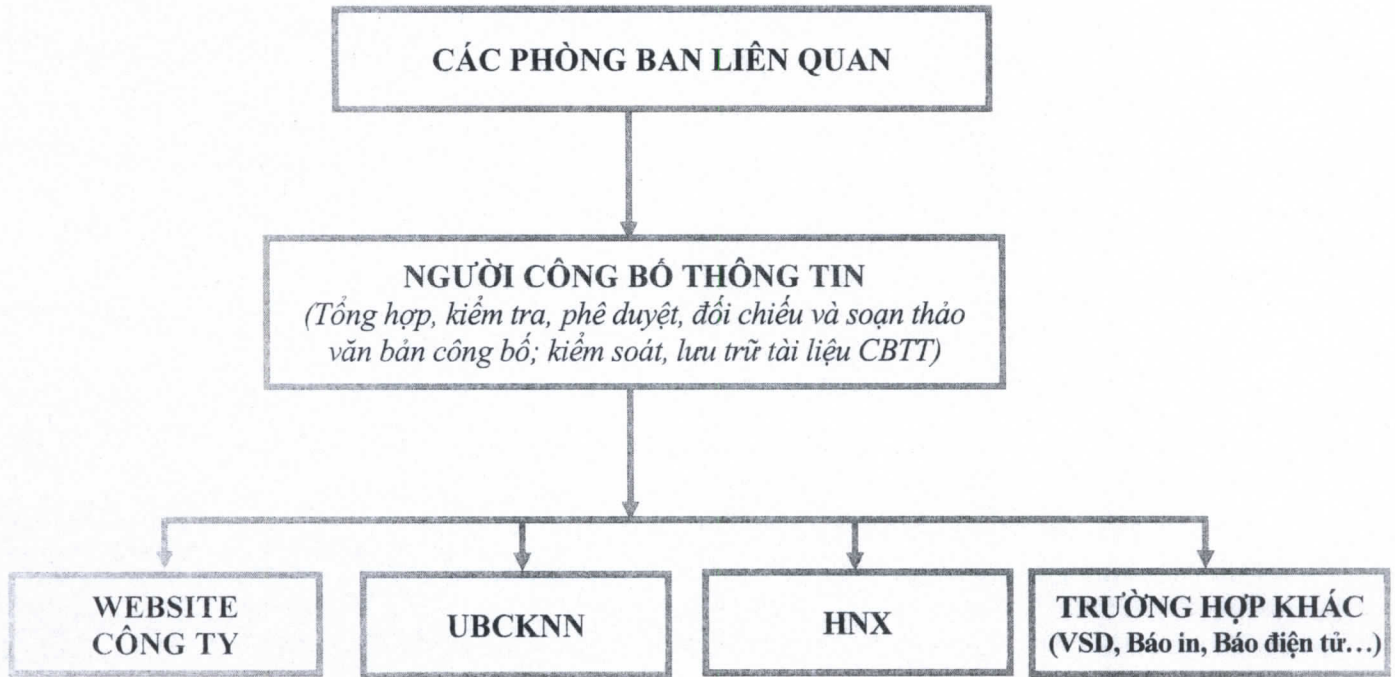 CÁC PHÒNG BAN LIÊN QUAN
NGƯỜI CÔNG BỐ THÔNG TIN
(Tổng hợp, kiểm tra, phê duyệt, đối chiếu và soạn thảo
văn bản công bố; kiểm soát, lưu trữ tài liệu CBTT)
WEBSITE
CÔNG TY
UBCKNN
HNX
TRƯỜNG HỢP KHÁC
(VSD, Báo in, Báo điện tử...)